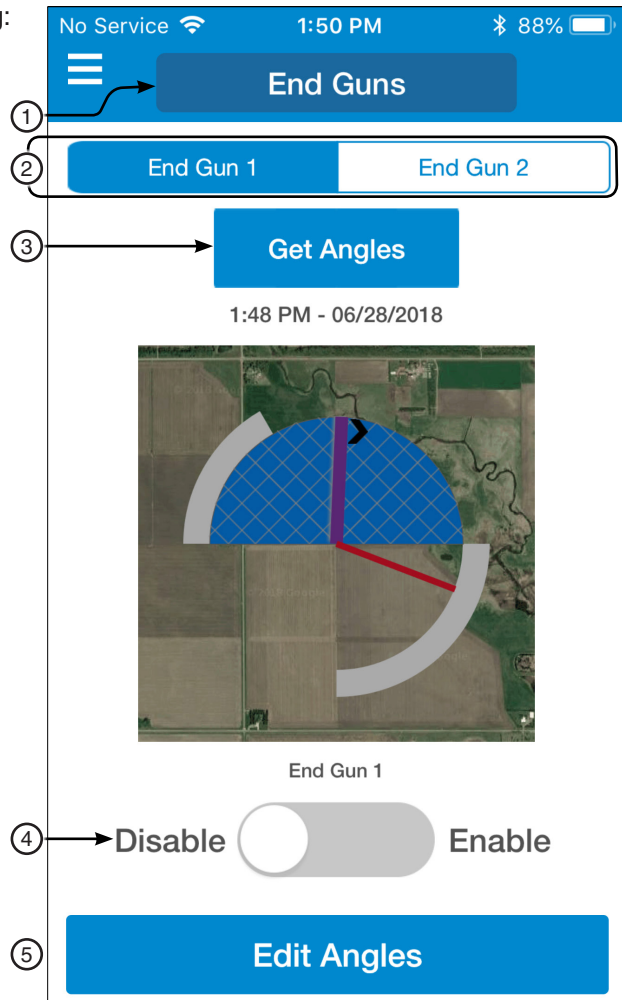 g:
No Service 1:50 PM 88%
End Guns
1
2
End Gun 1 End Gun 2
3
Get Angles
1:48 PM - 06/28/2018
End Gun 1
4
Disable Enable
5
Edit Angles